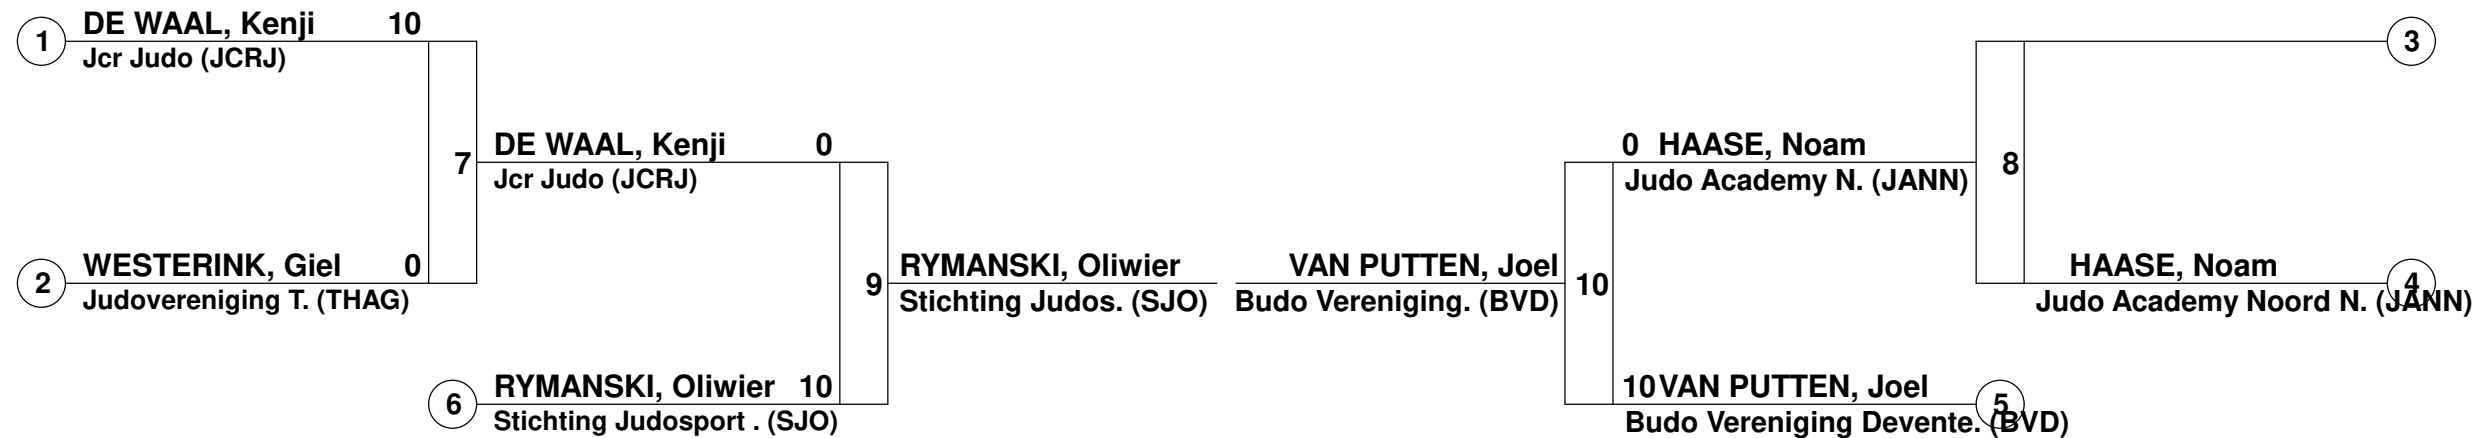 1 DE WAAL, Kenji 10
Jcr Judo (JCRJ)
3
7 DE WAAL, Kenji 0
Jcr Judo (JCRJ)
0 HAASE, Noam 8
Judo Academy N. (JANN)
2 WESTERINK, Giel 0
Judovereniging T. (THAG)
9 RYMANSKI, Oliwier
Stichting Judos. (SJO)
VAN PUTTEN, Joel 10
Budo Vereniging. (BVD)
HAASE, Noam 4
Judo Academy Noord N. (JANN)
6 RYMANSKI, Oliwier 10
Stichting Judosport . (SJO)
10 VAN PUTTEN, Joel 5
Budo Vereniging Devente. (BVD)